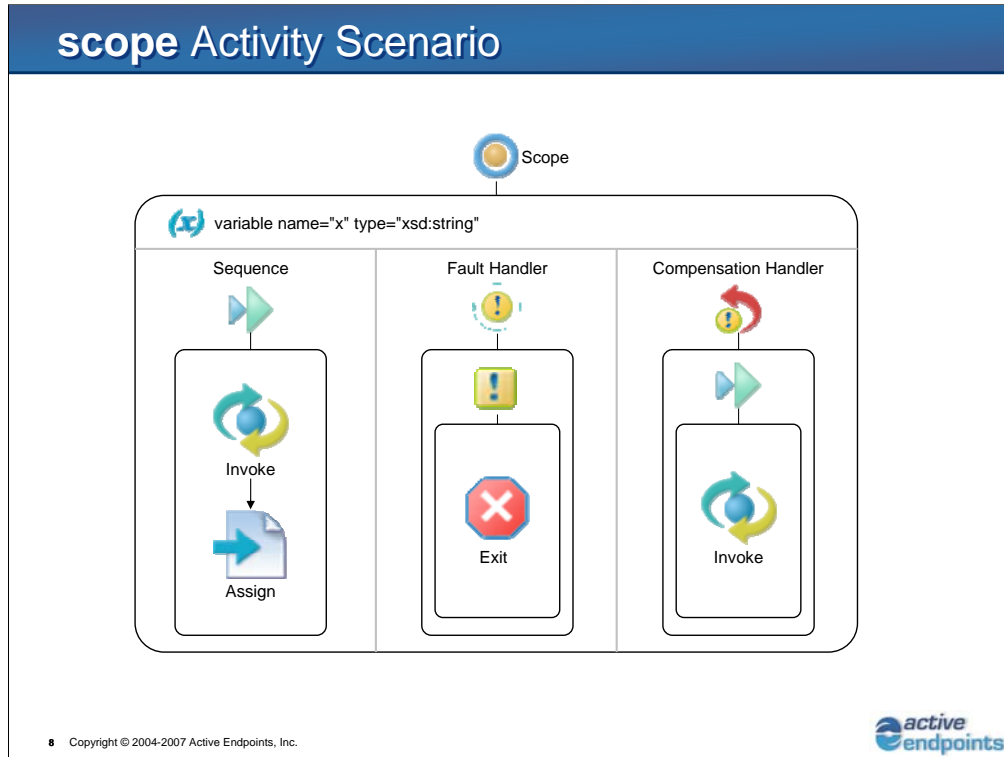 scope Activity Scenario
Scope
(x) variable name="x" type="xsd:string"
Sequence
Fault Handler
Compensation Handler
Invoke
Assign
Exit
Invoke
8 Copyright © 2004-2007 Active Endpoints, Inc.
active
endpoints